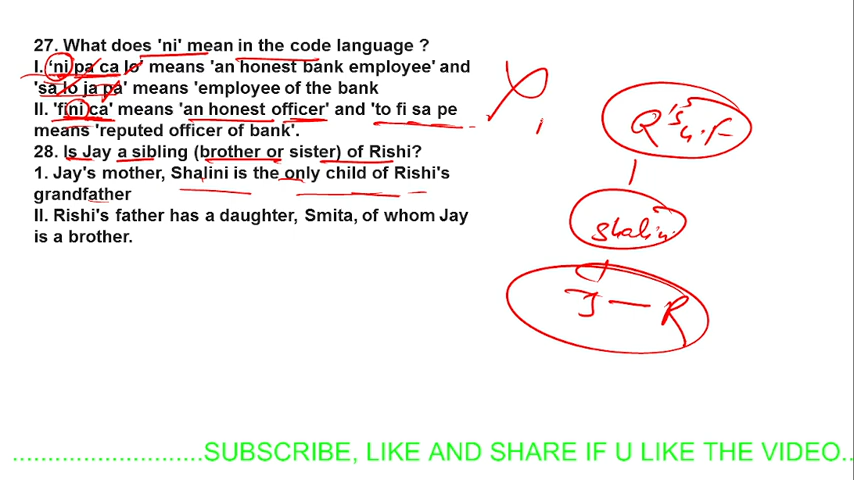 27. What does 'ni' mean in the code language ?
I. 'ni pa ca lo' means 'an honest bank employee' and
'sa lo ja pa' means 'employee of the bank
II. 'fi ni ca' means 'an honest officer' and 'to fi sa pe
means 'reputed officer of bank'.
28. Is Jay a sibling (brother or sister) of Rishi?
1. Jay's mother, Shalini is the only child of Rishi's
grandfather
II. Rishi's father has a daughter, Smita, of whom Jay
is a brother.
Shalini
J — R
...........................SUBSCRIBE, LIKE AND SHARE IF U LIKE THE VIDEO..